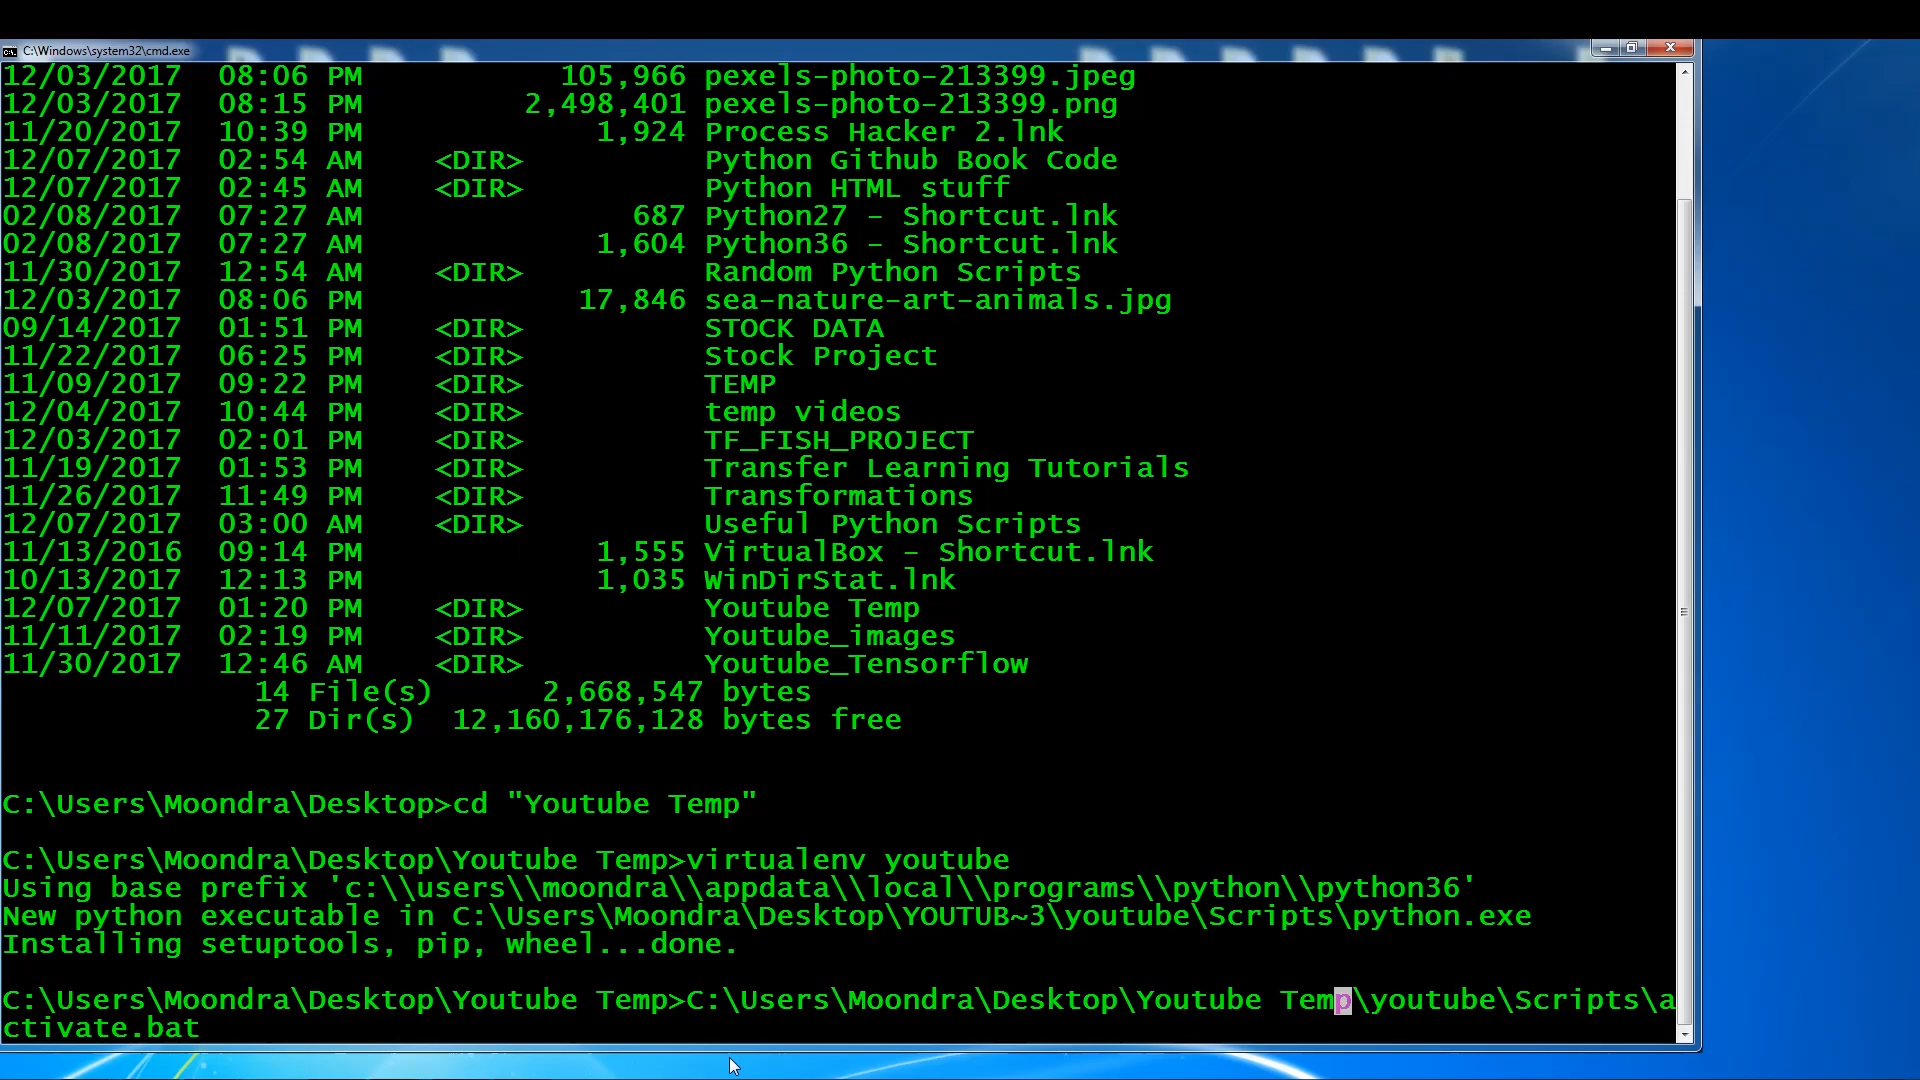 C:\Windows\system32\cmd.exe
12/03/2017  08:06 PM           105,966 pexels-photo-213399.jpeg
12/03/2017  08:15 PM         2,498,401 pexels-photo-213399.png
11/20/2017  10:39 PM             1,924 Process Hacker 2.lnk
12/07/2017  02:54 AM    <DIR>          Python Github Book Code
12/07/2017  02:45 AM    <DIR>          Python HTML stuff
02/08/2017  07:27 AM               687 Python27 - Shortcut.lnk
02/08/2017  07:27 AM             1,604 Python36 - Shortcut.lnk
11/30/2017  12:54 AM    <DIR>          Random Python Scripts
12/03/2017  08:06 PM            17,846 sea-nature-art-animals.jpg
09/14/2017  01:51 PM    <DIR>          STOCK DATA
11/22/2017  06:25 PM    <DIR>          Stock Project
11/09/2017  09:22 PM    <DIR>          TEMP
12/04/2017  10:44 PM    <DIR>          temp videos
12/03/2017  02:01 PM    <DIR>          TF_FISH_PROJECT
11/19/2017  01:53 PM    <DIR>          Transfer Learning Tutorials
11/26/2017  11:49 PM    <DIR>          Transformations
12/07/2017  03:00 AM    <DIR>          Useful Python Scripts
11/13/2016  09:14 PM             1,555 VirtualBox - Shortcut.lnk
10/13/2017  12:13 PM             1,035 WinDirStat.lnk
12/07/2017  01:20 PM    <DIR>          Youtube Temp
11/11/2017  02:19 PM    <DIR>          Youtube_images
11/30/2017  12:46 AM    <DIR>          Youtube_Tensorflow
14 File(s)      2,668,547 bytes
27 Dir(s)  12,160,176,128 bytes free
C:\Users\Moondra\Desktop>cd "Youtube Temp"
C:\Users\Moondra\Desktop\Youtube Temp>virtualenv youtube
Using base prefix 'c:\\users\\moondra\\appdata\\local\\programs\\python\\python36'
New python executable in C:\Users\Moondra\Desktop\YOUTUB~3\youtube\Scripts\python.exe
Installing setuptools, pip, wheel...done.
C:\Users\Moondra\Desktop\Youtube Temp>C:\Users\Moondra\Desktop\Youtube Temp\youtube\Scripts\a
ctivate.bat